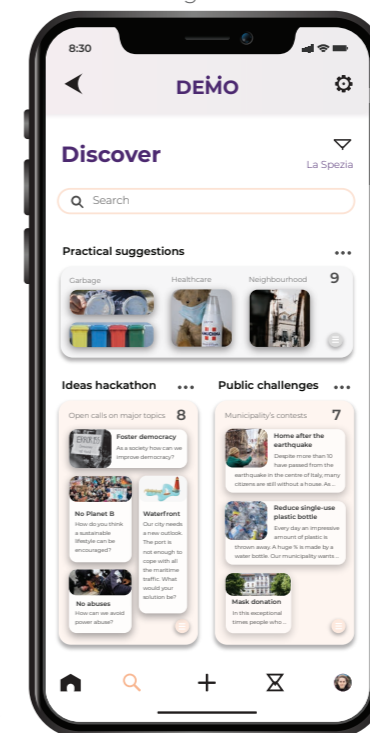 8:30
DEMO
Discover
La Spezia
Search
Practical suggestions
Garbage
Healthcare
Neighbourhood
9
Ideas hackathon
Open calls on major topics
8
Foster democracy
As a society how can we
improve democracy?
No Planet B
How do you think
a sustainable
lifestyle can be
encouraged?
Waterfront
Our city needs
a new outlook.
The port is
not enough to
cope with all
the maritime
traffic. What
would your
solution be?
No abuses
How can we avoid
power abuse?
Public challenges
Municipality's contests
7
Home after the
earthquake
Despite more than 10
have passed from the
earthquake in the centre of Italy, many
citizens are still without a house. As ...
Reduce single-use
plastic bottle
Every day an impressive
amount of plastic is
thrown away. A huge % is made by a
water bottle. Our municipality wants...
Mask donation
In this exceptional
times people who...